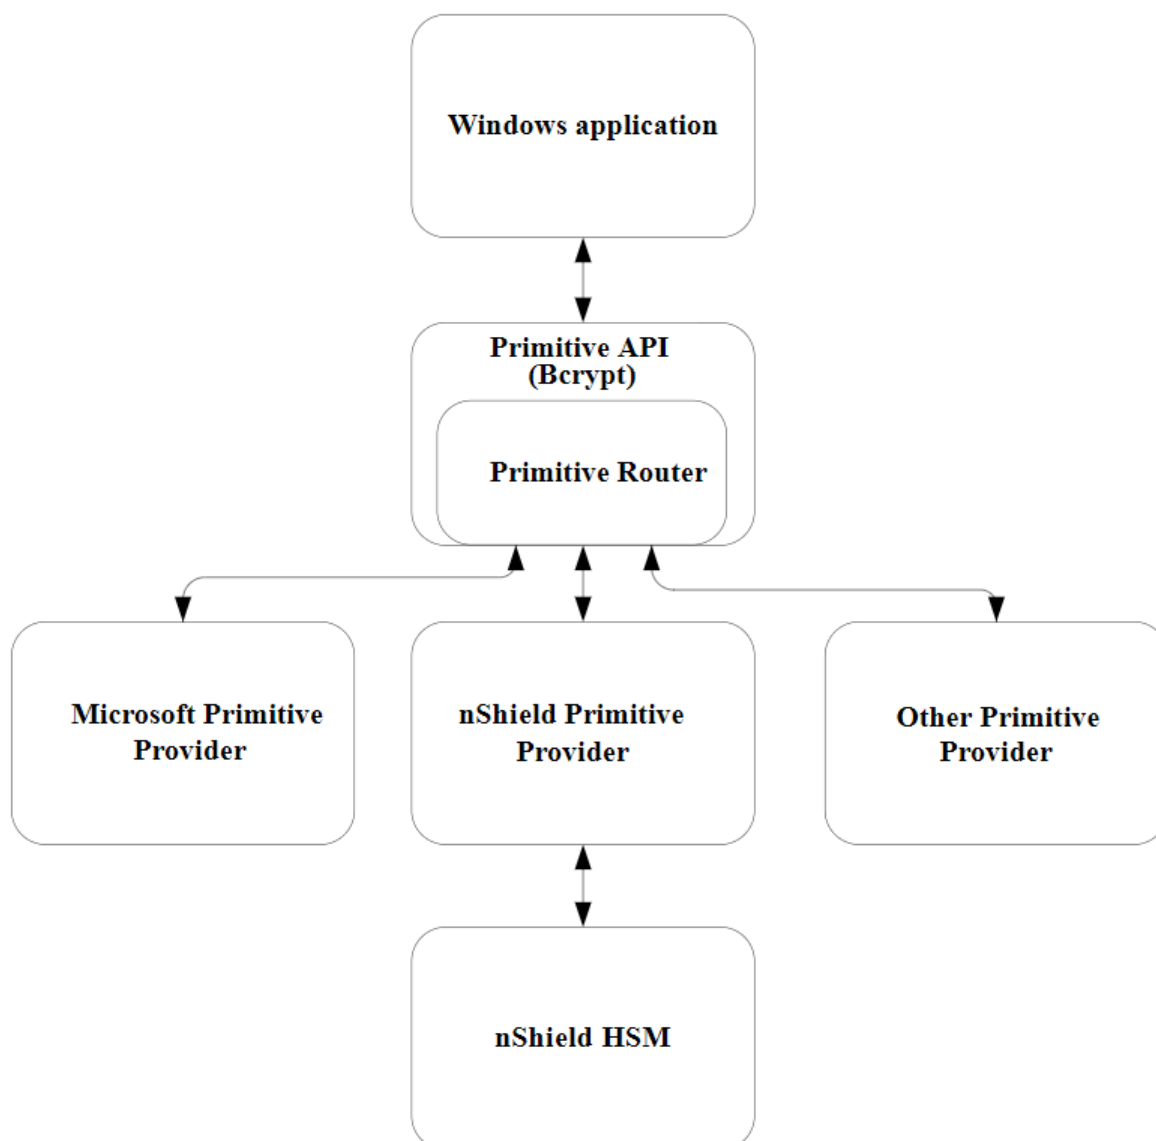 Windows application
Primitive API
(Bcrypt)
Primitive Router
Microsoft Primitive
Provider
nShield Primitive
Provider
Other Primitive
Provider
nShield HSM